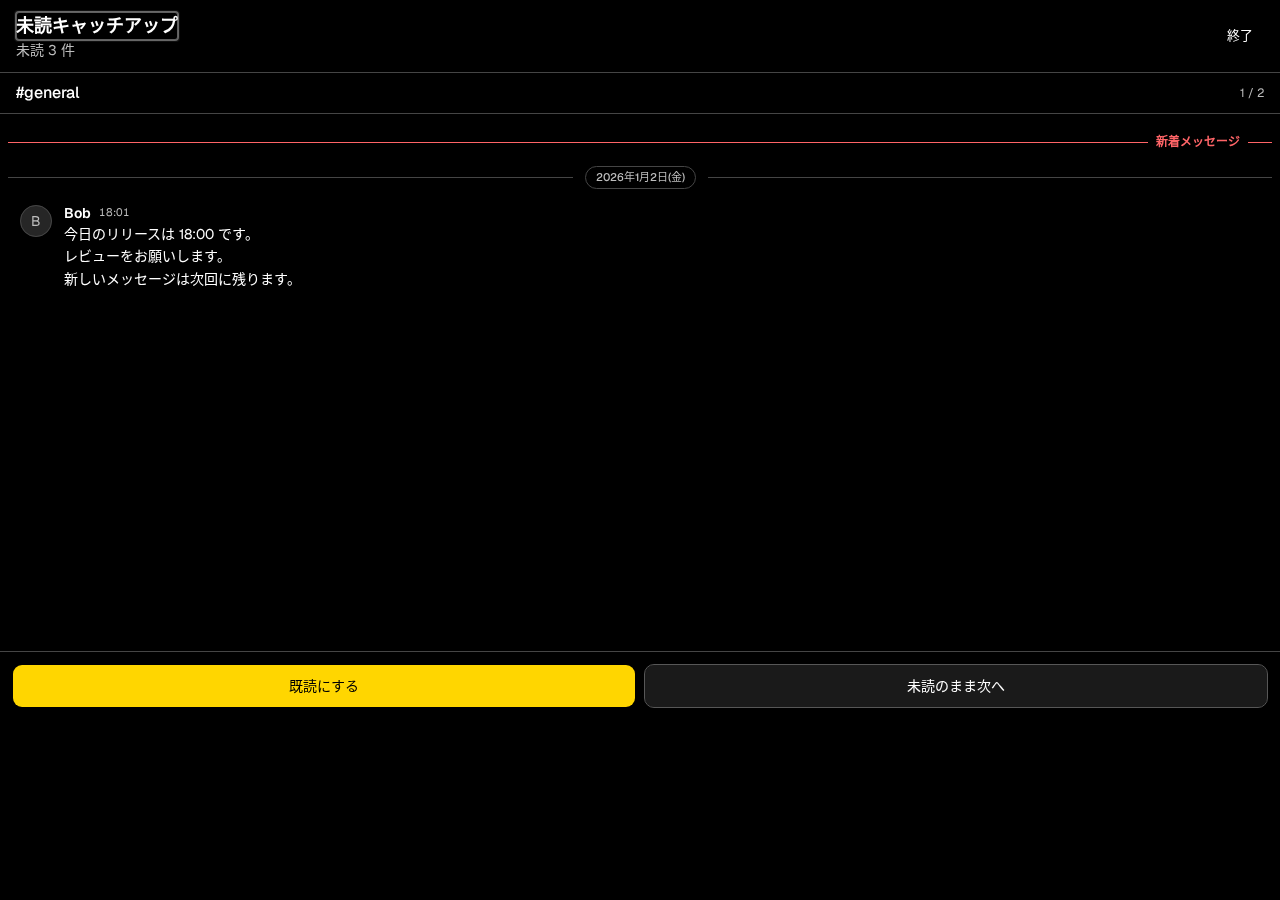 未読キャッチアップ
未読 3 件
終了
#general
1 / 2
新着メッセージ
2026年1月2日(金)
B
Bob 18:01
今日のリリースは 18:00 です。
レビューをお願いします。
新しいメッセージは次回に残ります。
既読にする
未読のまま次へ